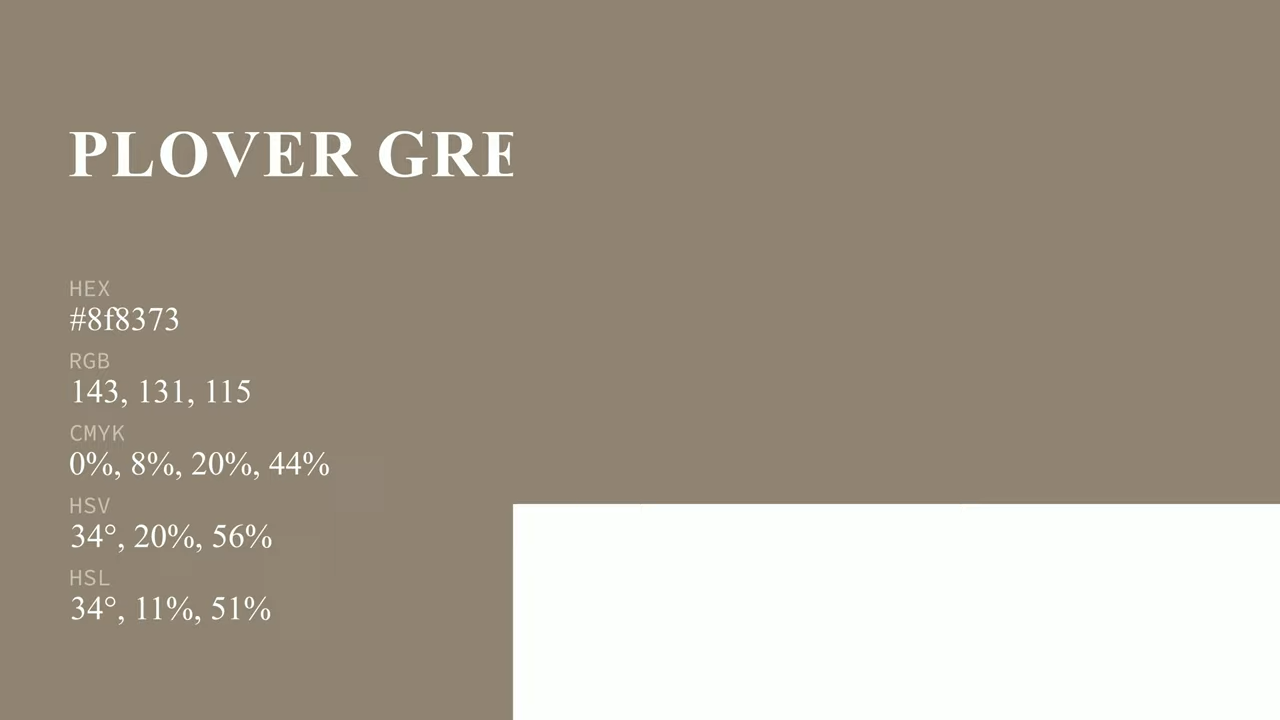 PLOVER GRE
HEX
#8f8373
RGB
143, 131, 115
CMYK
0%, 8%, 20%, 44%
HSV
34°, 20%, 56%
HSL
34°, 11%, 51%